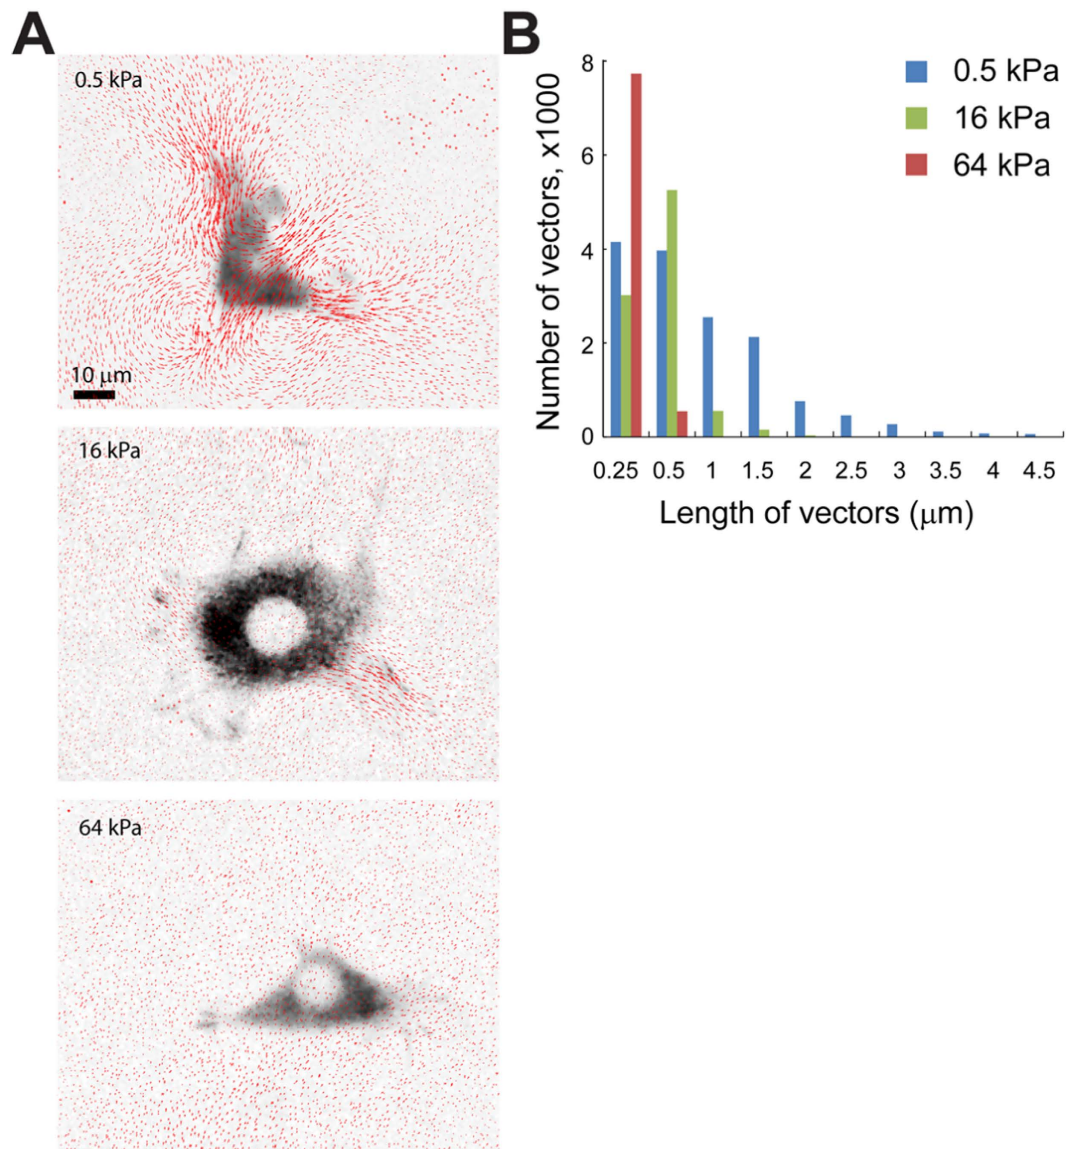 A
0.5 kPa
10 μm
16 kPa
64 kPa
B
Number of vectors, x1000
8
6
4
2
0
0.5 kPa
16 kPa
64 kPa
0.25 0.5 1 1.5 2 2.5 3 3.5 4 4.5
Length of vectors (μm)